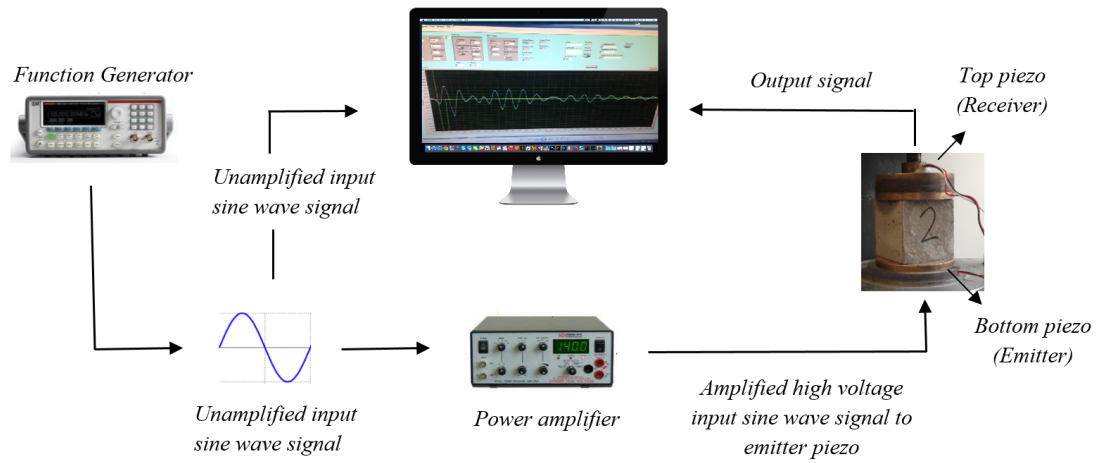 Function Generator
Output signal
Top piezo
(Receiver)
Unamplified input
sine wave signal
2
Bottom piezo
(Emitter)
140.0
Unamplified input
sine wave signal
Power amplifier
Amplified high voltage
input sine wave signal to
emitter piezo